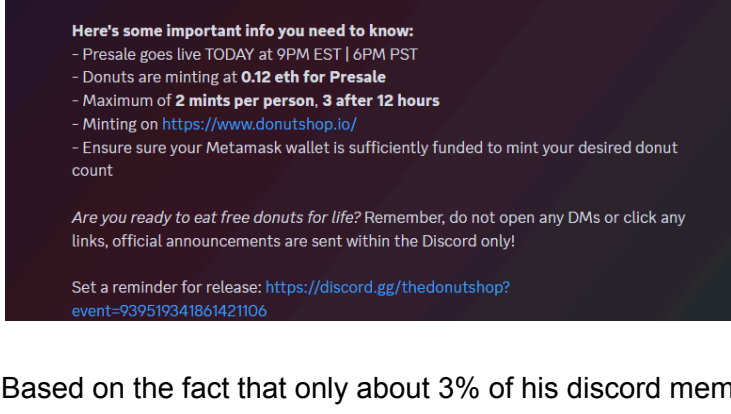 Here's some important info you need to know:
- Presale goes live TODAY at 9PM EST | 6PM PST
- Donuts are minting at 0.12 eth for Presale
- Maximum of 2 mints per person, 3 after 12 hours
- Minting on https://www.donutshop.io/
- Ensure sure your Metamask wallet is sufficiently funded to mint your desired donut
count
Are you ready to eat free donuts for life? Remember, do not open any DMs or click any
links, official announcements are sent within the Discord only!
Set a reminder for release: https://discord.gg/thedonutshop?
event=939519341861421106
Based on the fact that only about 3% of his discord mem